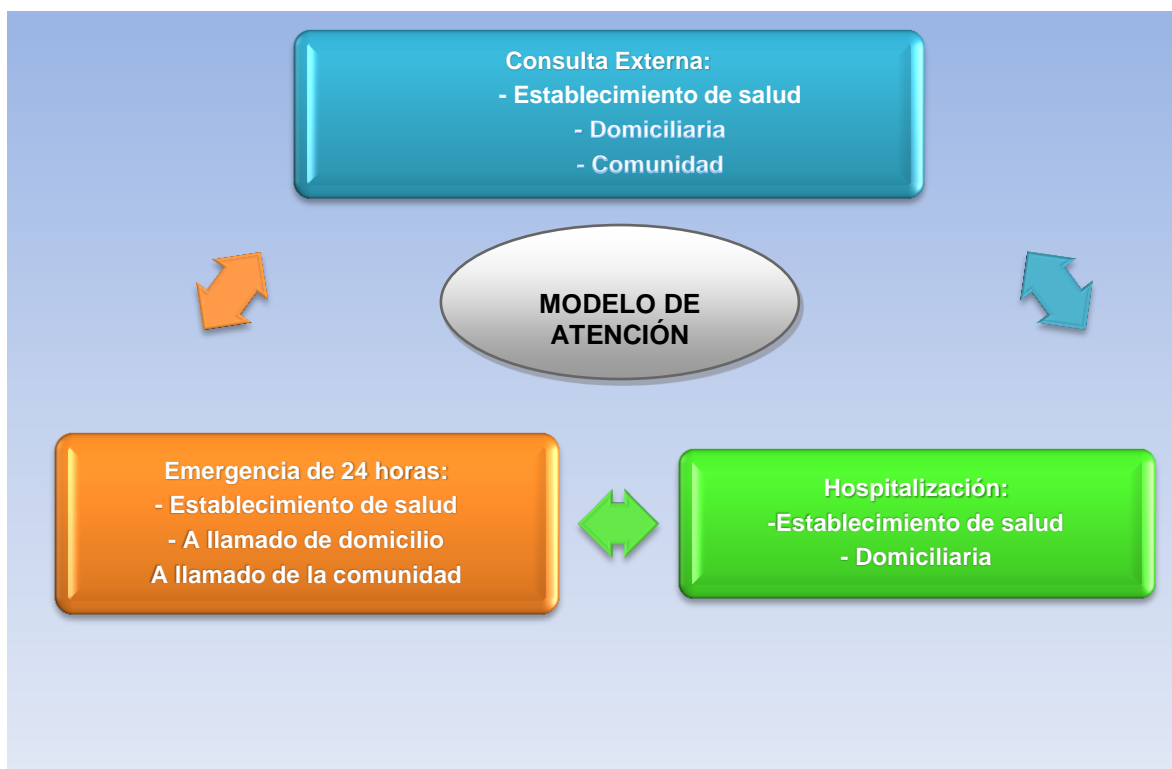 Consulta Externa:
- Establecimiento de salud
- Domiciliaria
- Comunidad
MODELO DE
ATENCIÓN
Emergencia de 24 horas:
- Establecimiento de salud
- A llamado de domicilio
A llamado de la comunidad
Hospitalización:
-Establecimiento de salud
- Domiciliaria